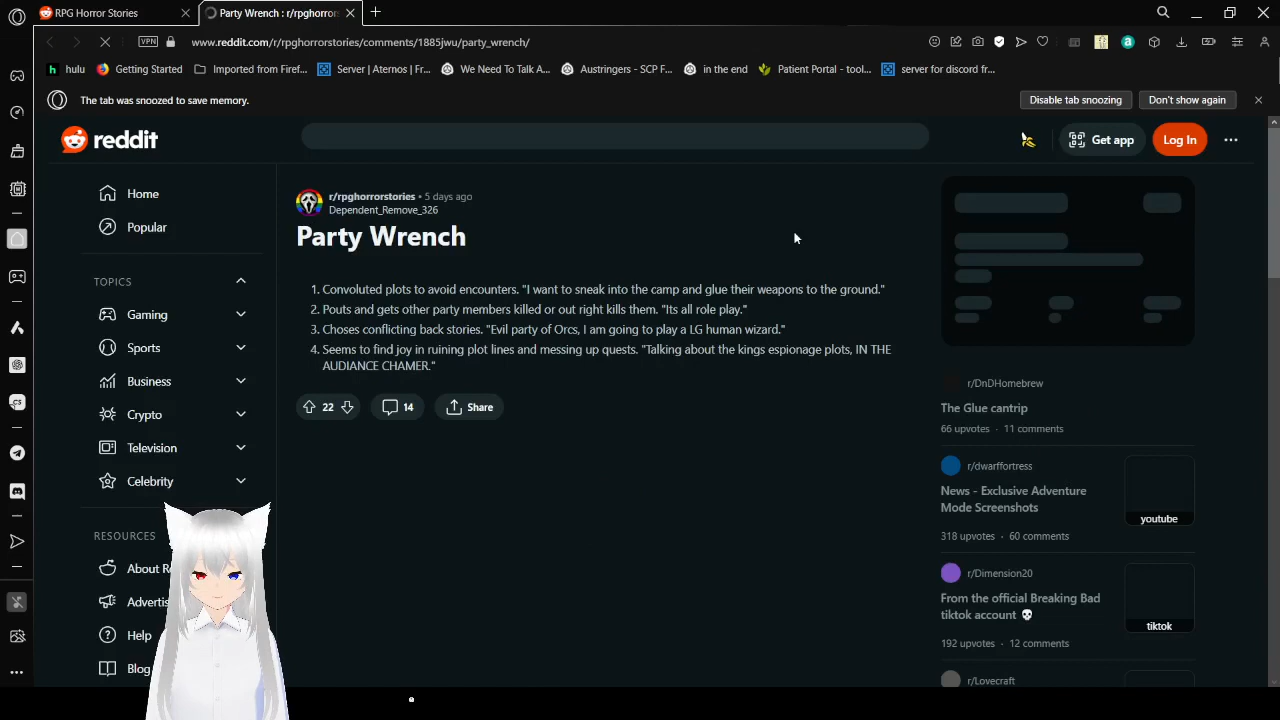 RPG Horror Stories
Party Wrench : r/rpghorror
VPN
www.reddit.com/r/rpghorrorstories/comments/1885jwu/party_wrench/
hulu
Getting Started
Imported from Firef...
Server | Aternos | Fr...
We Need To Talk A...
Austringers - SCP F...
in the end
Patient Portal - tool...
server for discord fr...
The tab was snoozed to save memory.
Disable tab snoozing
Don't show again
reddit
Get app
Log In
Home
Popular
TOPICS
Gaming
Sports
Business
Crypto
Television
Celebrity
RESOURCES
About Re
Adverti
Help
Blog
r/rpghorrorstories • 5 days ago
Dependent_Remove_326
Party Wrench
1. Convoluted plots to avoid encounters. "I want to sneak into the camp and glue their weapons to the ground."
2. Pouts and gets other party members killed or out right kills them. "Its all role play."
3. Choses conflicting back stories. "Evil party of Orcs, I am going to play a LG human wizard."
4. Seems to find joy in ruining plot lines and messing up quests. "Talking about the kings espionage plots, IN THE
AUDIANCE CHAMER."
22
14
Share
r/DnDHomebrew
The Glue cantrip
66 upvotes · 11 comments
r/dwarffortress
News - Exclusive Adventure
Mode Screenshots
youtube
318 upvotes · 60 comments
r/Dimension20
From the official Breaking Bad
tiktok account 💀
tiktok
192 upvotes · 12 comments
r/Lovecraft